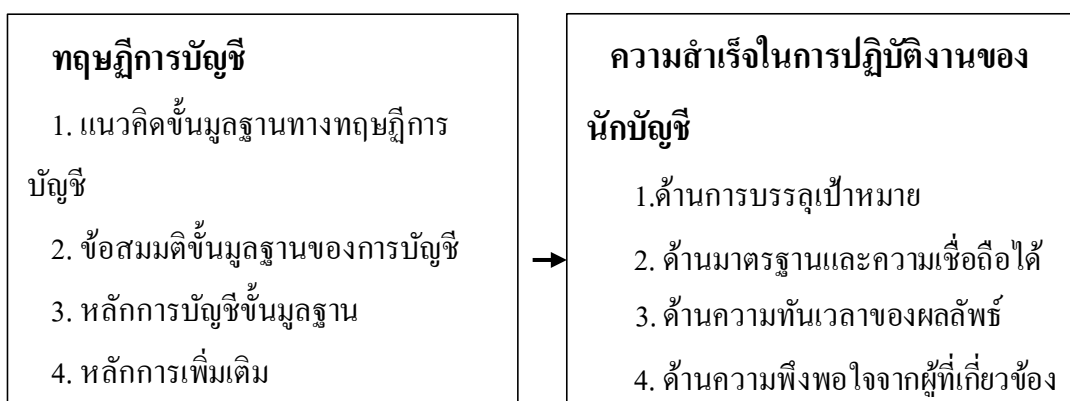 ทฤษฏีการบัญชี
1. แนวคิดขั้นมูลฐานทางทฤษฏีการ
บัญชี
2. ข้อสมมติขั้นมูลฐานของการบัญชี
3. หลักการบัญชีขั้นมูลฐาน
4. หลักการเพิ่มเติม
ความสำเร็จในการปฏิบัติงานของ
นักบัญชี
1.ด้านการบรรลุเป้าหมาย
2. ด้านมาตรฐานและความเชื่อถือได้
3. ด้านความทันเวลาของผลลัพธ์
4. ด้านความพึงพอใจจากผู้ที่เกี่ยวข้อง